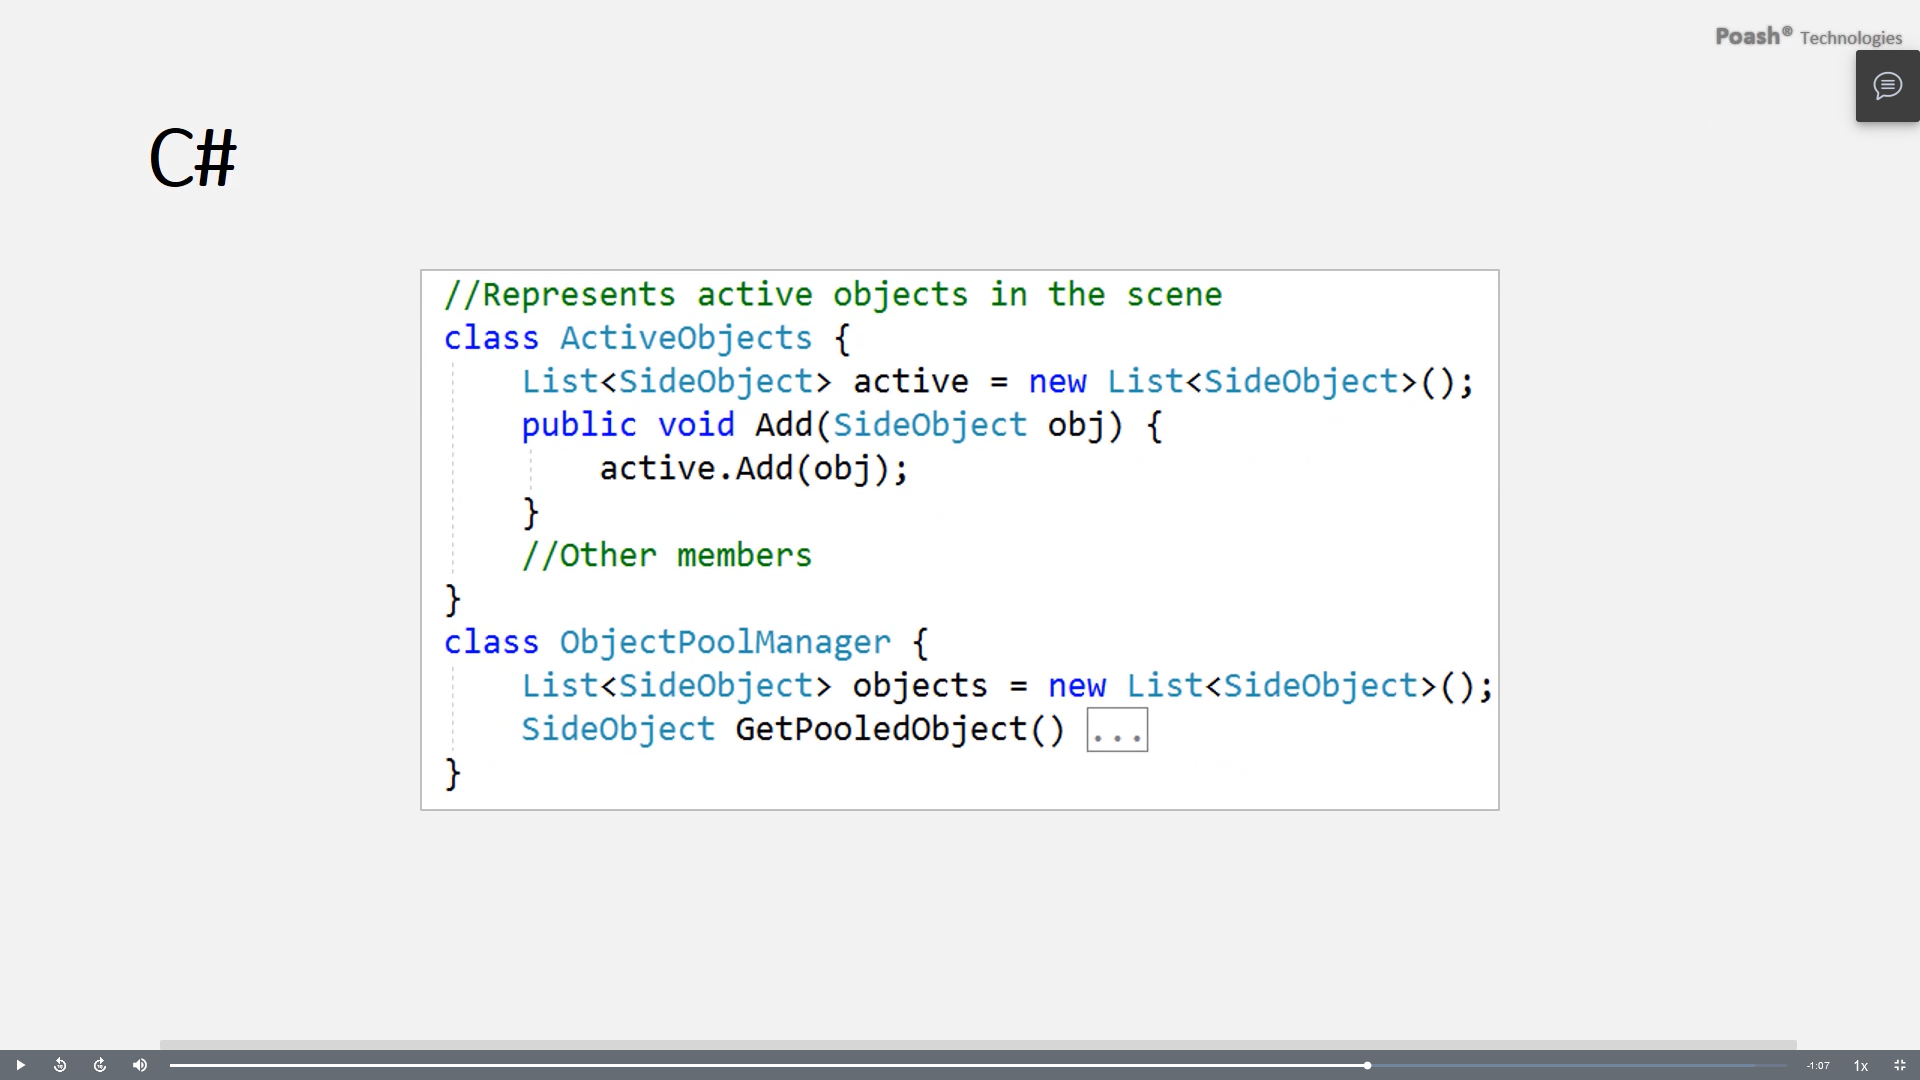 Poash® Technologies
C#
//Represents active objects in the scene
class ActiveObjects {
    List<SideObject> active = new List<SideObject>();
    public void Add(SideObject obj) {
        active.Add(obj);
    }
    //Other members
}
class ObjectPoolManager {
    List<SideObject> objects = new List<SideObject>();
    SideObject GetPooledObject() ...
}
-1:07 1x